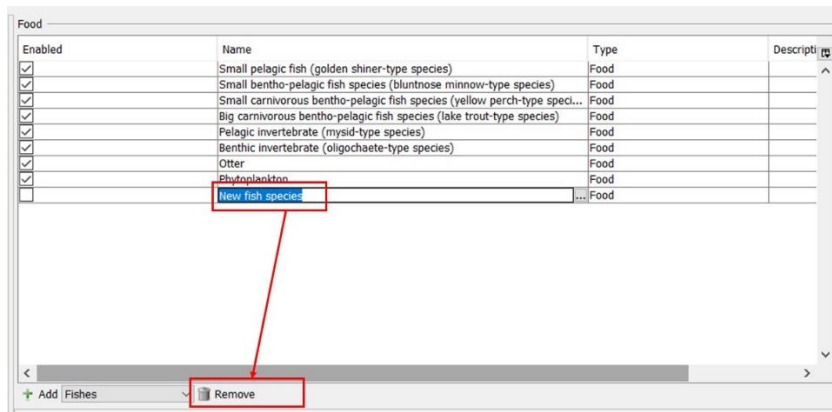 Food
Enabled Name Type Descripti
Small pelagic fish (golden shiner-type species) Food
Small bentho-pelagic fish species (bluntnose minnow-type species) Food
Small carnivorous bentho-pelagic fish species (yellow perch-type speci... Food
Big carnivorous bentho-pelagic fish species (lake trout-type species) Food
Pelagic invertebrate (mysid-type species) Food
Benthic invertebrate (oligochaete-type species) Food
Otter Food
Phytoplankton Food
New fish species ... Food
Add Fishes Remove